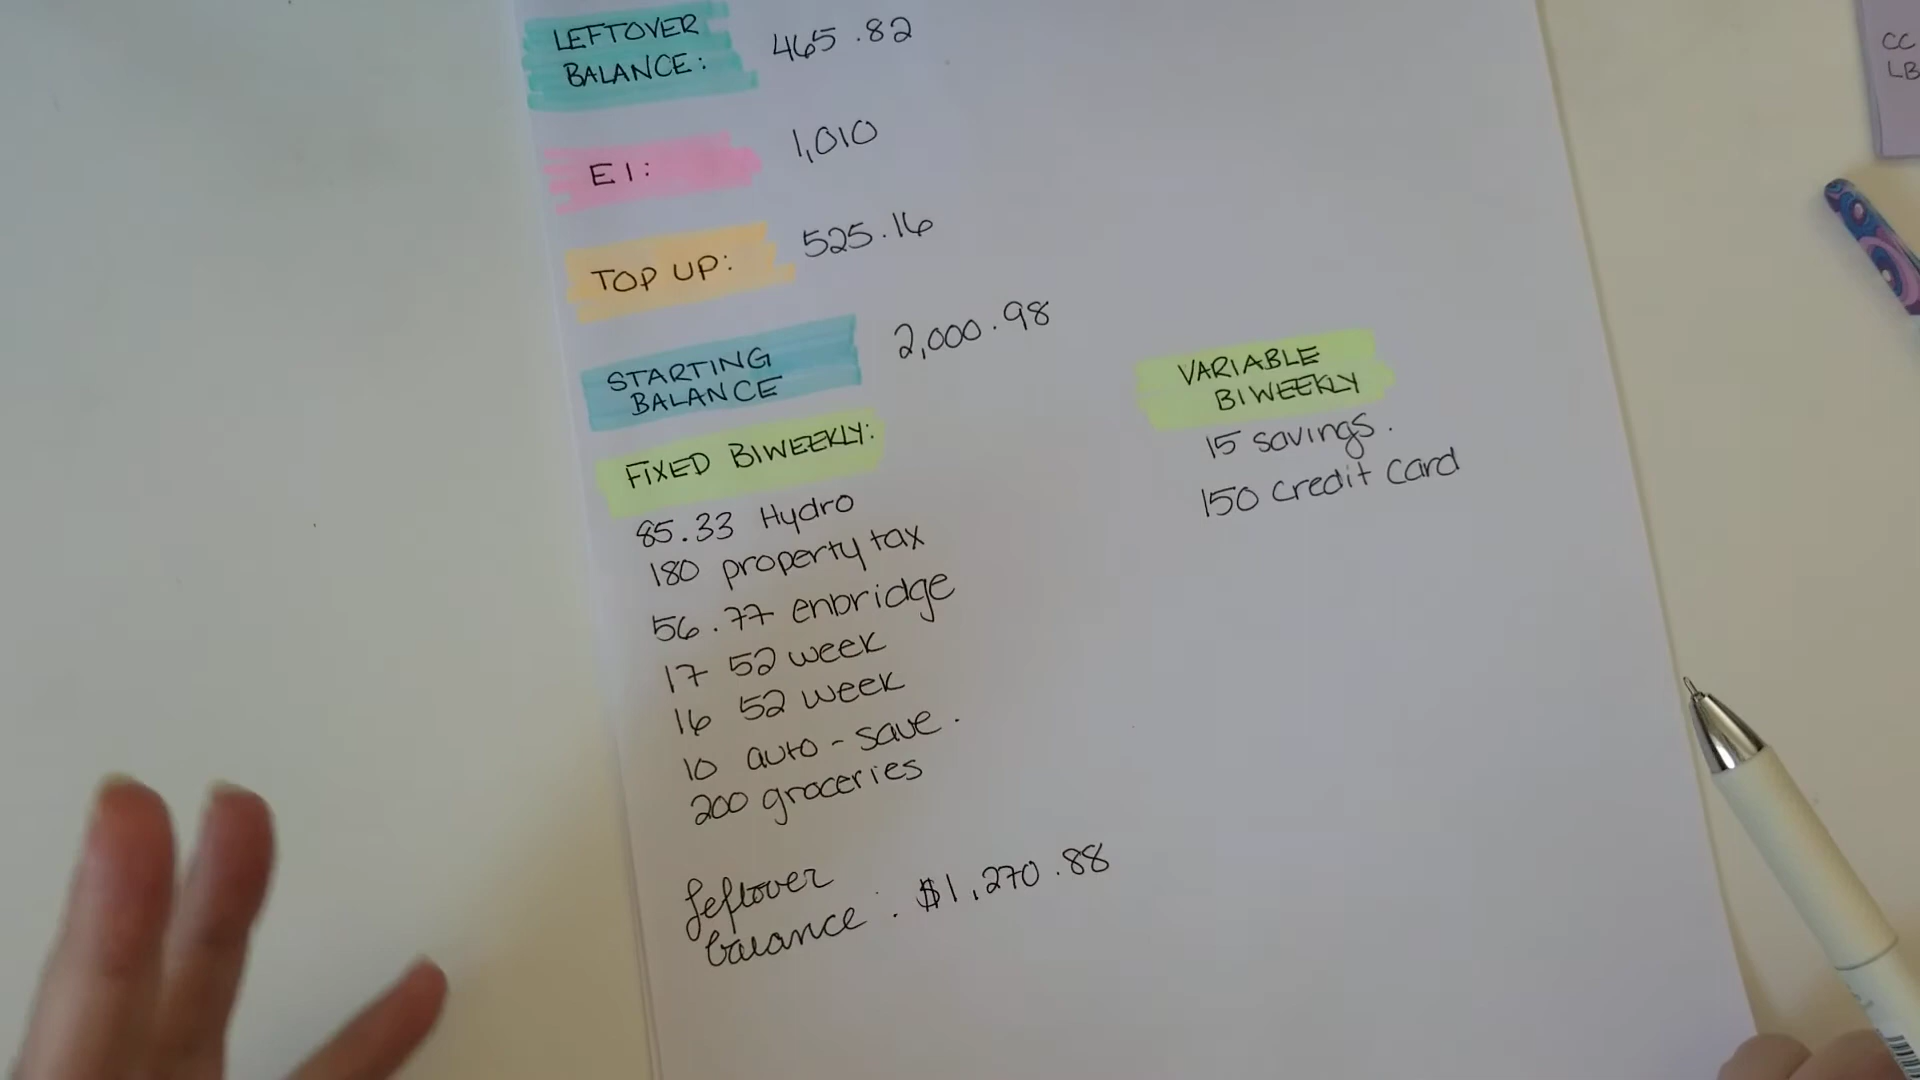 LEFTOVER
BALANCE:
465.82
EI:
1,010
TOP UP:
525.16
STARTING
BALANCE
2,000.98
FIXED BIWEEKLY:
85.33 Hydro
180 property tax
56.77 enbridge
17 52 week
16 52 week
10 auto-save.
200 groceries
VARIABLE
BIWEEKLY
15 savings.
150 credit card
leftover
balance: $1,270.88
CC
LB